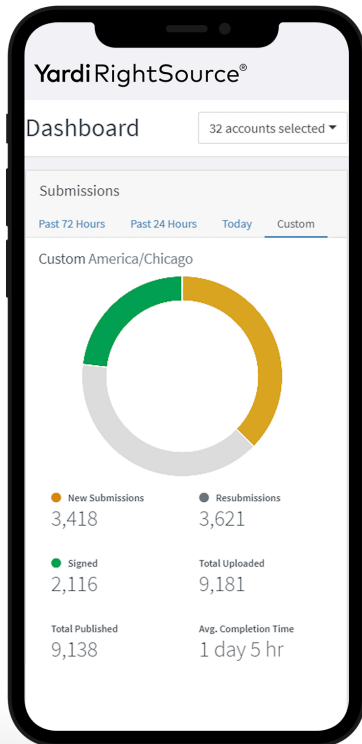 Yardi RightSource®
Dashboard
32 accounts selected
Submissions
Past 72 Hours Past 24 Hours Today Custom
Custom America/Chicago
New Submissions Resubmissions
3,418 3,621
Signed Total Uploaded
2,116 9,181
Total Published Avg. Completion Time
9,138 1 day 5 hr